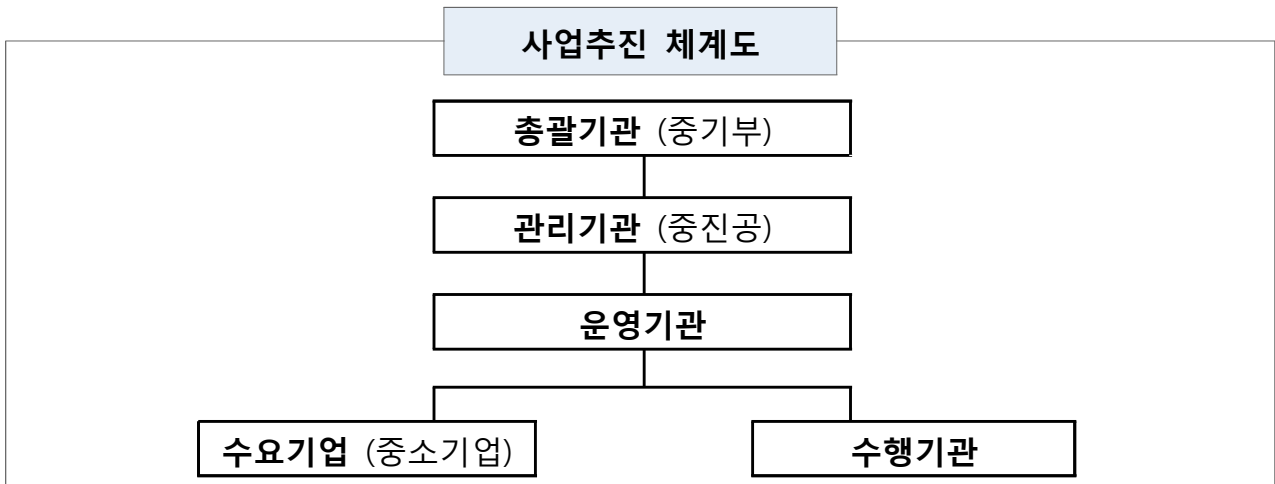 사업추진 체계도
총괄기관 (중기부)
관리기관 (중진공)
운영기관
수요기업 (중소기업)
수행기관